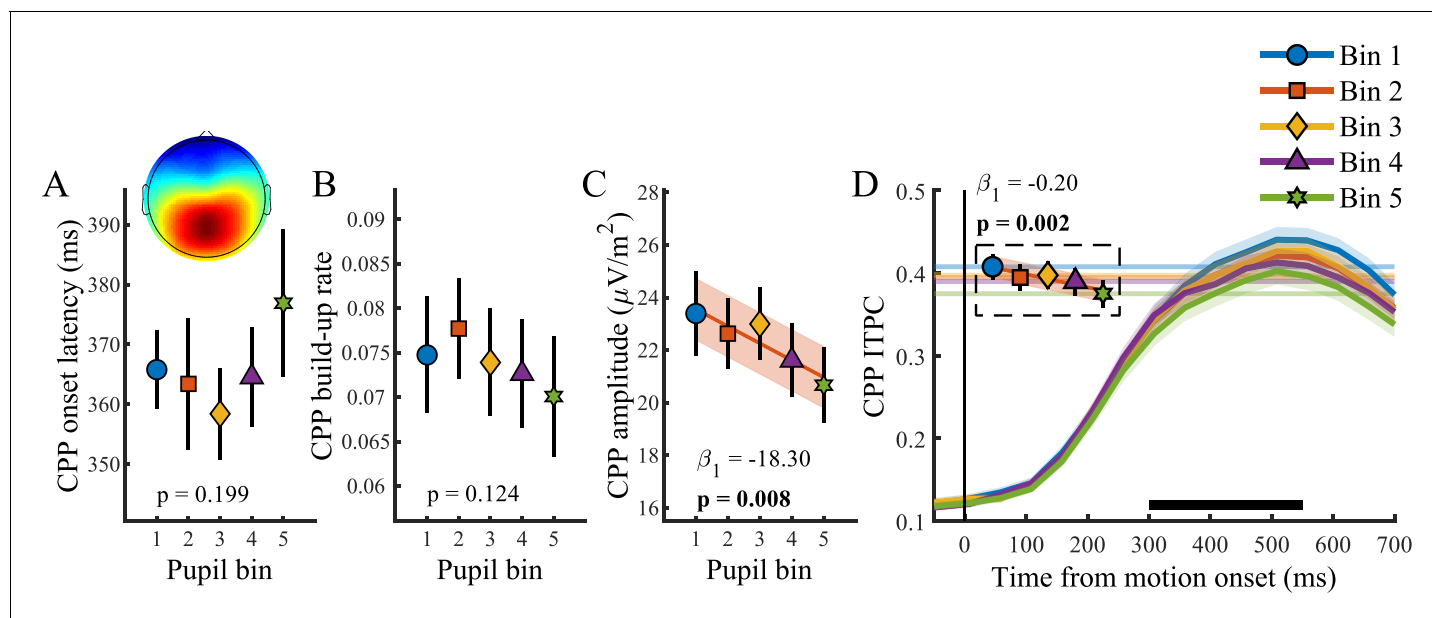 Bin 1
Bin 2
Bin 3
Bin 4
Bin 5
A
CPP onset latency (ms)
390
380
370
360
350
p = 0.199
1 2 3 4 5
Pupil bin
B
CPP build-up rate
0.09
0.085
0.08
0.075
0.07
0.065
0.06
p = 0.124
1 2 3 4 5
Pupil bin
C
CPP amplitude (μV/m²)
28
26
24
22
20
18
16
β₁ = -18.30
p = 0.008
1 2 3 4 5
Pupil bin
D
CPP ITPC
0.5
0.4
0.3
0.2
0.1
β₁ = -0.20
p = 0.002
0 100 200 300 400 500 600 700
Time from motion onset (ms)